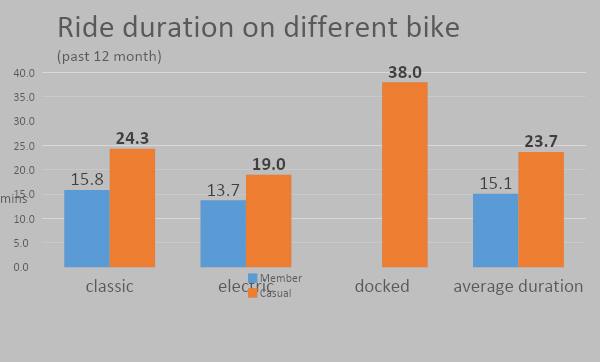 Ride duration on different bike
(past 12 month)
40.0
35.0
30.0
25.0
20.0
15.0
10.0
5.0
0.0
mins
15.8
24.3
13.7
19.0
38.0
15.1
23.7
classic
electric
docked
average duration
Member
Casual